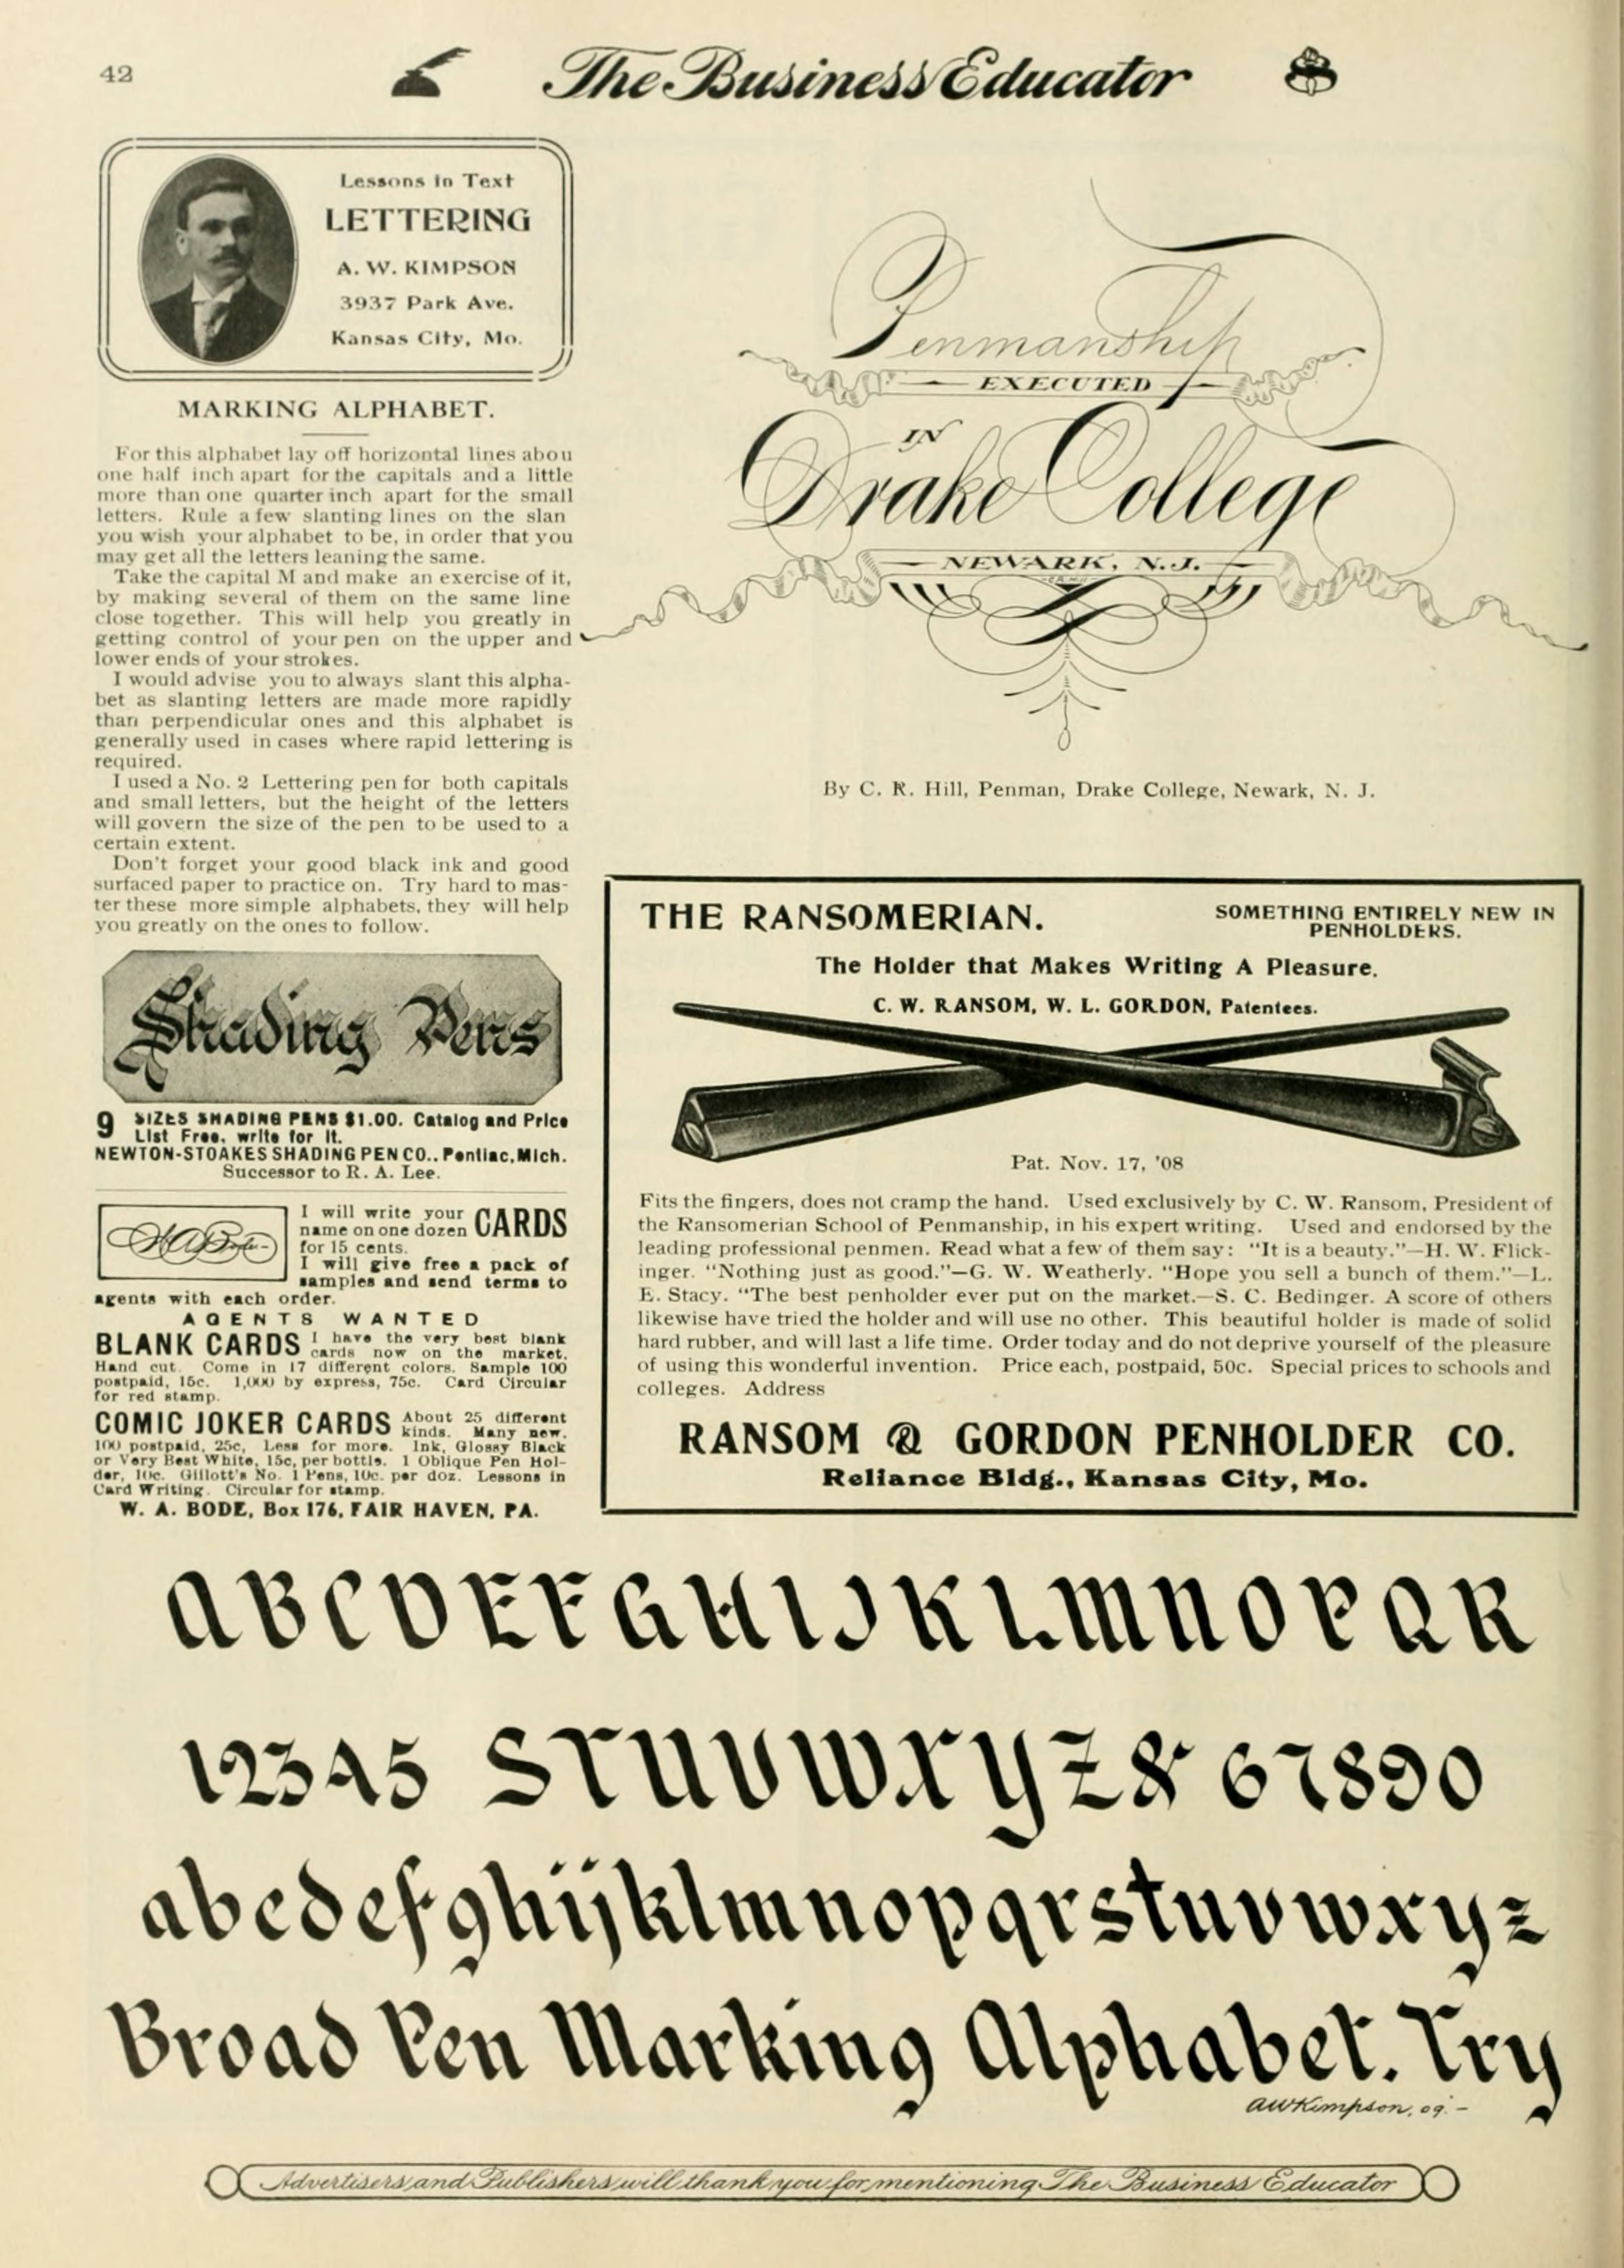 42
The Business Educator
Lessons in Text
LETTERING
A. W. KIMPSON
3937 Park Ave.
Kansas City, Mo.
MARKING ALPHABET.
For this alphabet lay off horizontal lines abou
one half inch apart for the capitals and a little
more than one quarter inch apart for the small
letters. Rule a few slanting lines on the slan
you wish your alphabet to be, in order that you
may get all the letters leaning the same.
Take the capital M and make an exercise of it,
by making several of them on the same line
close together. This will help you greatly in
getting control of your pen on the upper and
lower ends of your strokes.
I would advise you to always slant this alpha-
bet as slanting letters are made more rapidly
than perpendicular ones and this alphabet is
generally used in cases where rapid lettering is
required.
I used a No. 2 Lettering pen for both capitals
and small letters, but the height of the letters
will govern the size of the pen to be used to a
certain extent.
Don't forget your good black ink and good
surfaced paper to practice on. Try hard to mas-
ter these more simple alphabets, they will help
you greatly on the ones to follow.
Shading Pens
9 SIZES SHADING PENS $1.00. Catalog and Price
List Free, write for it.
NEWTON-STOAKES SHADING PEN CO., Pontiac, Mich.
Successor to R. A. Lee.
I will write your
name on one dozen CARDS
for 15 cents.
I will give free a pack of
samples and send terms to
agents with each order.
AGENTS WANTED
BLANK CARDS I have the very best blank
cards now on the market.
Hand cut. Come in 17 different colors. Sample 100
postpaid, 15c. 1,000 by express, 75c. Card Circular
for red stamp.
COMIC JOKER CARDS About 25 different
kinds. Many new.
100 postpaid, 25c, Less for more. Ink, Glossy Black
or Very Best White, 15c, per bottle. 1 Oblique Pen Hol-
der, 10c. Gillott's No. 1 Pens, 10c. per doz. Lessons in
Card Writing. Circular for stamp.
W. A. BODE, Box 176, FAIR HAVEN, PA.
Penmanship
EXECUTED
IN
Drake College
NEWARK, N. J.
By C. R. Hill, Penman, Drake College, Newark, N. J.
THE RANSOMERIAN.
SOMETHING ENTIRELY NEW IN
PENHOLDERS.
The Holder that Makes Writing A Pleasure.
C. W. RANSOM, W. L. GORDON, Patentees.
Pat. Nov. 17, '08
Fits the fingers, does not cramp the hand. Used exclusively by C. W. Ransom, President of
the Ransomerian School of Penmanship, in his expert writing. Used and endorsed by the
leading professional penmen. Read what a few of them say: "It is a beauty."—H. W. Flick-
inger. "Nothing just as good."—G. W. Weatherly. "Hope you sell a bunch of them."—L.
E. Stacy. "The best penholder ever put on the market.—S. C. Bedinger. A score of others
likewise have tried the holder and will use no other. This beautiful holder is made of solid
hard rubber, and will last a life time. Order today and do not deprive yourself of the pleasure
of using this wonderful invention. Price each, postpaid, 50c. Special prices to schools and
colleges. Address
RANSOM & GORDON PENHOLDER CO.
Reliance Bldg., Kansas City, Mo.
ABCDEFGHIJKLMNOPQR
12345 STUVWXYZ& 67890
abcdefghijklmnopqrstuvwxyz
Broad Pen Marking Alphabet. Try
AWKimpson, 09.-
Advertisers and Publishers will thank you for mentioning The Business Educator